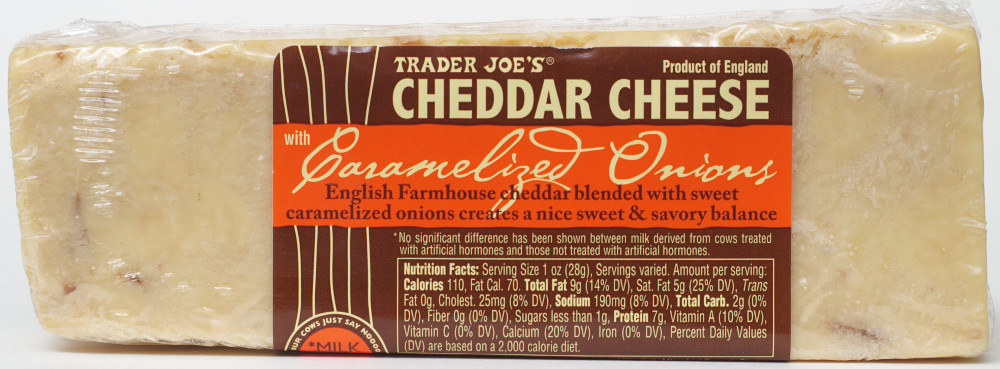 TRADER JOE'S®
Product of England
CHEDDAR CHEESE
with
Caramelized Onions
English Farmhouse cheddar blended with sweet
caramelized onions creates a nice sweet & savory balance
*No significant difference has been shown between milk derived from cows treated
with artificial hormones and those not treated with artificial hormones.
Nutrition Facts: Serving Size 1 oz (28g), Servings varied. Amount per serving:
Calories 110, Fat Cal. 70. Total Fat 9g (14% DV), Sat. Fat 5g (25% DV), Trans
Fat 0g, Cholest. 25mg (8% DV), Sodium 190mg (8% DV), Total Carb. 2g (0%
DV), Fiber 0g (0% DV), Sugars less than 1g, Protein 7g, Vitamin A (10% DV),
Vitamin C (0% DV), Calcium (20% DV), Iron (0% DV), Percent Daily Values
(DV) are based on a 2,000 calorie diet.
COWS JUST SAY NOOOO
*MILK